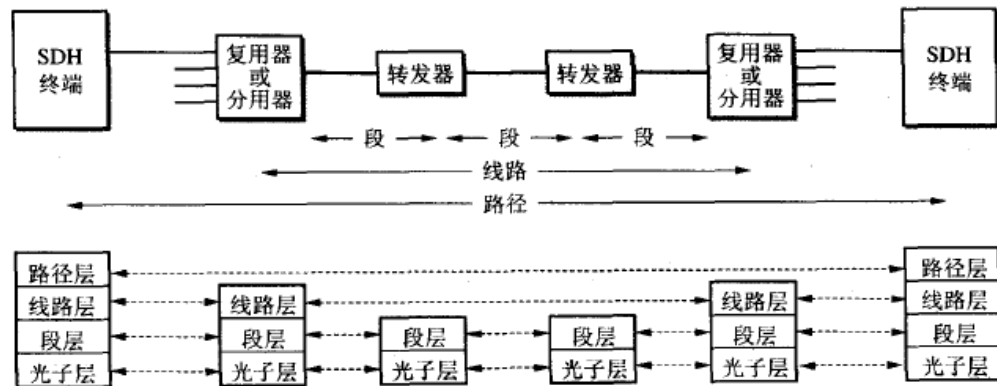 SDH
终端
复用器
或
分用器
转发器
转发器
复用器
或
分用器
SDH
终端
段
段
段
线路
路径
路径层
线路层
段层
光子层
线路层
段层
光子层
段层
光子层
段层
光子层
线路层
段层
光子层
路径层
线路层
段层
光子层